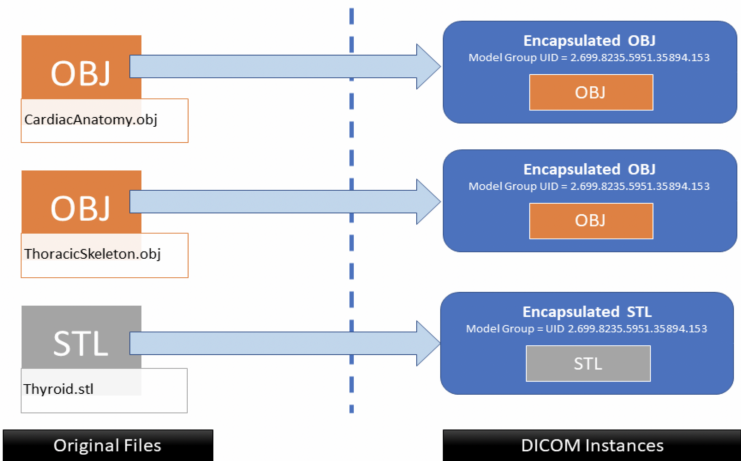 OBJ
CardiacAnatomy.obj
Encapsulated OBJ
Model Group UID = 2.699.8235.5951.35894.153
OBJ
OBJ
ThoracicSkeleton.obj
Encapsulated OBJ
Model Group UID = 2.699.8235.5951.35894.153
OBJ
STL
Thyroid.stl
Encapsulated STL
Model Group = UID 2.699.8235.5951.35894.153
STL
Original Files
DICOM Instances